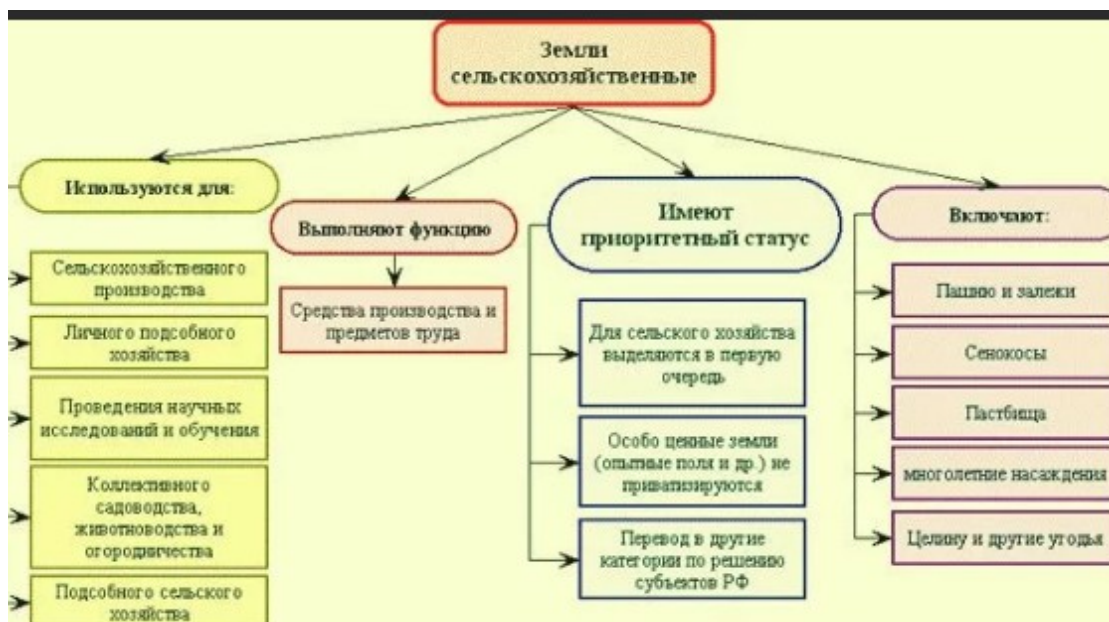 Земли
сельскохозяйственные
Используются для:
Сельскохозяйственного
производства
Личного подсобного
хозяйства
Проведения научных
исследований и обучения
Коллективного
садоводства,
животноводства и
огородничества
Подсобного сельского
хозяйства
Выполняют функцию
Средства производства и
предметов труда
Имеют
приоритетный статус
Для сельского хозяйства
выделяются в первую
очередь
Особо ценные земли
(опытные поля и др.) не
приватизируются
Перевод в другие
категории по решению
субъектов РФ
Включают:
Пашню и залежи
Сенокосы
Пастбища
многолетние насаждения
Целину и другие угодья